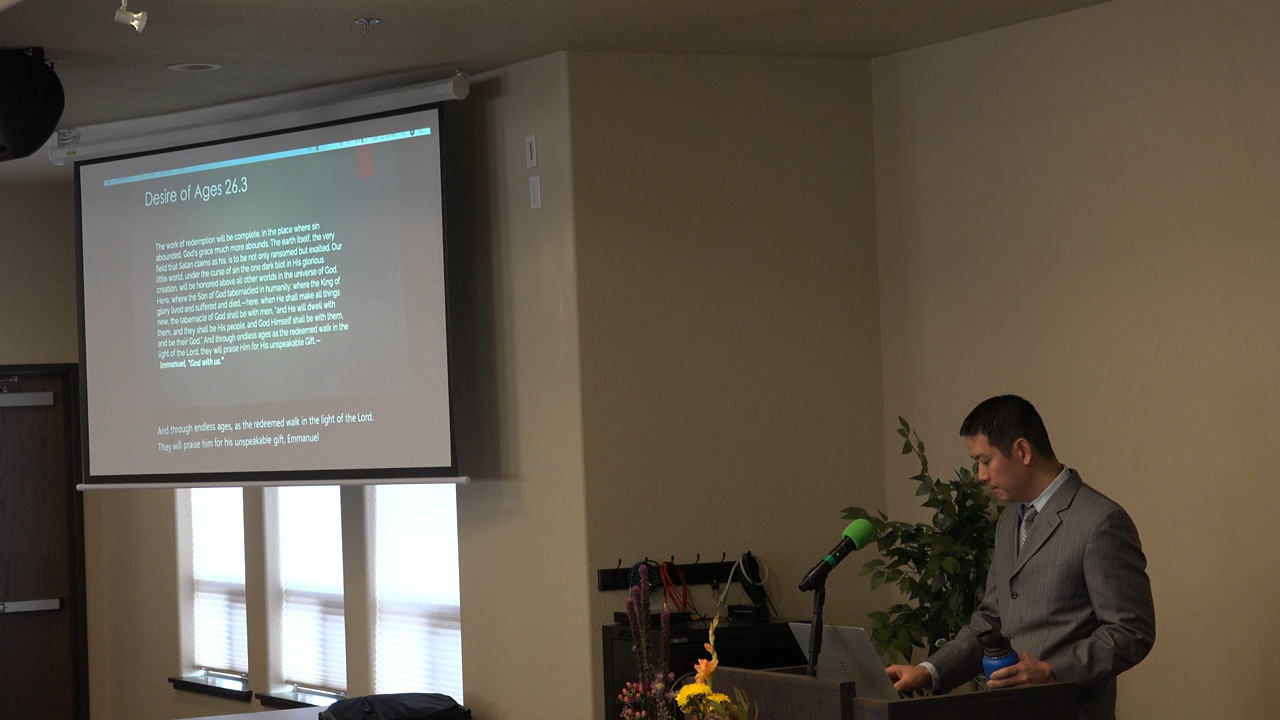 Desire of Ages 26.3
The work of redemption will be complete. In the place where sin
abounded, God's grace much more abounds. The earth itself, the very
field that Satan claims as his, is to be not only ransomed but exalted. Our
little world, under the curse of sin the one dark blot in His glorious
creation, will be honored above all other worlds in the universe of God.
Here, where the Son of God tabernacled in humanity; where the King of
glory lived and suffered and died,—here, when He shall make all things
new, the tabernacle of God shall be with men, "and He will dwell with
them, and they shall be His people, and God Himself shall be with them,
and be their God." And through endless ages as the redeemed walk in the
light of the Lord, they will praise Him for His unspeakable Gift,—
Immanuel, "God with us."
And through endless ages, as the redeemed walk in the light of the Lord.
They will praise him for his unspeakable gift, Emmanuel